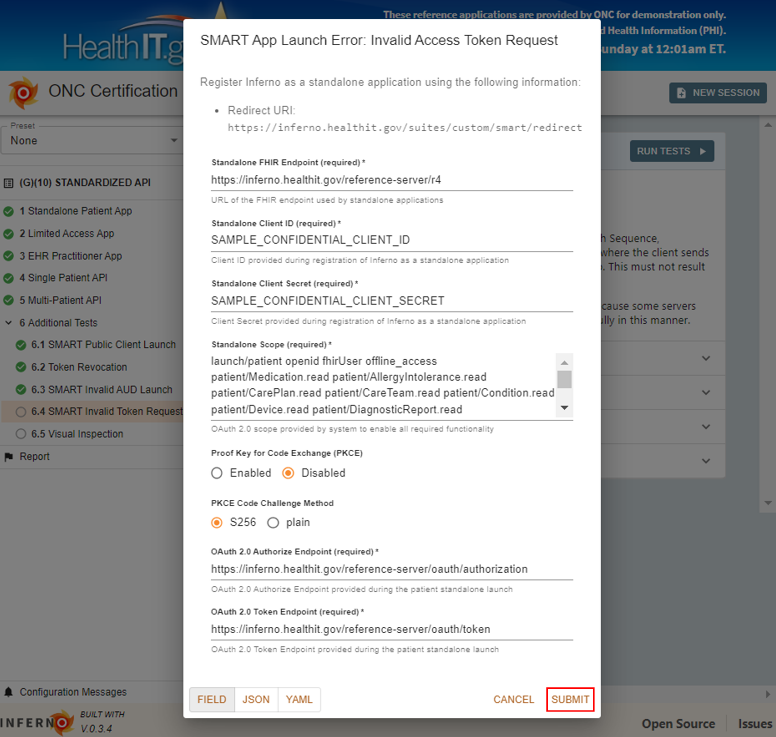 These reference applications are provided by ONC for demonstration only.
d Health Information (PHI).
unday at 12:01am ET.
HealthIT.g
ONC Certification
NEW SESSION
Preset
None
RUN TESTS
(G)(10) STANDARDIZED API
1 Standalone Patient App
2 Limited Access App
3 EHR Practitioner App
4 Single Patient API
5 Multi-Patient API
6 Additional Tests
6.1 SMART Public Client Launch
6.2 Token Revocation
6.3 SMART Invalid AUD Launch
6.4 SMART Invalid Token Request
6.5 Visual Inspection
Report
h Sequence,
where the client sends
. This must not result
cause some servers
ully in this manner.
SMART App Launch Error: Invalid Access Token Request
Register Inferno as a standalone application using the following information:
• Redirect URI:
https://inferno.healthit.gov/suites/custom/smart/redirect
Standalone FHIR Endpoint (required) *
https://inferno.healthit.gov/reference-server/r4
URL of the FHIR endpoint used by standalone applications
Standalone Client ID (required) *
SAMPLE_CONFIDENTIAL_CLIENT_ID
Client ID provided during registration of Inferno as a standalone application
Standalone Client Secret (required) *
SAMPLE_CONFIDENTIAL_CLIENT_SECRET
Client Secret provided during registration of Inferno as a standalone application
Standalone Scope (required) *
launch/patient openid fhirUser offline_access
patient/Medication.read patient/AllergyIntolerance.read
patient/CarePlan.read patient/CareTeam.read patient/Condition.read
patient/Device.read patient/DiagnosticReport.read
OAuth 2.0 scope provided by system to enable all required functionality
Proof Key for Code Exchange (PKCE)
Enabled Disabled
PKCE Code Challenge Method
S256 plain
OAuth 2.0 Authorize Endpoint (required) *
https://inferno.healthit.gov/reference-server/oauth/authorization
OAuth 2.0 Authorize Endpoint provided during the patient standalone launch
OAuth 2.0 Token Endpoint (required) *
https://inferno.healthit.gov/reference-server/oauth/token
OAuth 2.0 Token Endpoint provided during the patient standalone launch
FIELD JSON YAML CANCEL SUBMIT
Configuration Messages
INFERNO
BUILT WITH
V.0.3.4
Open Source Issues